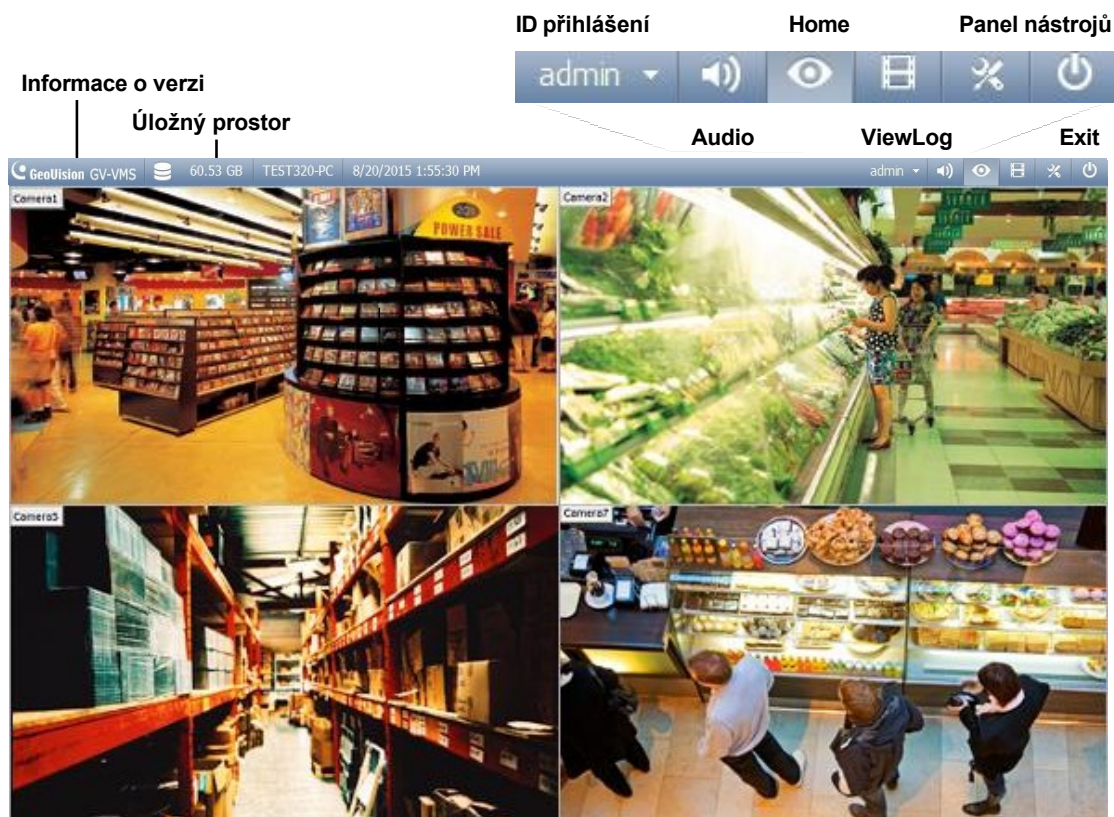 ID přihlášení Home Panel nástrojů
admin
Informace o verzi
Úložný prostor
Audio ViewLog Exit
GeoVision GV-VMS 60.53 GB TEST320-PC 8/20/2015 1:55:30 PM admin
Camera1
Camera2
POWER SALE
Camera5
Camera7